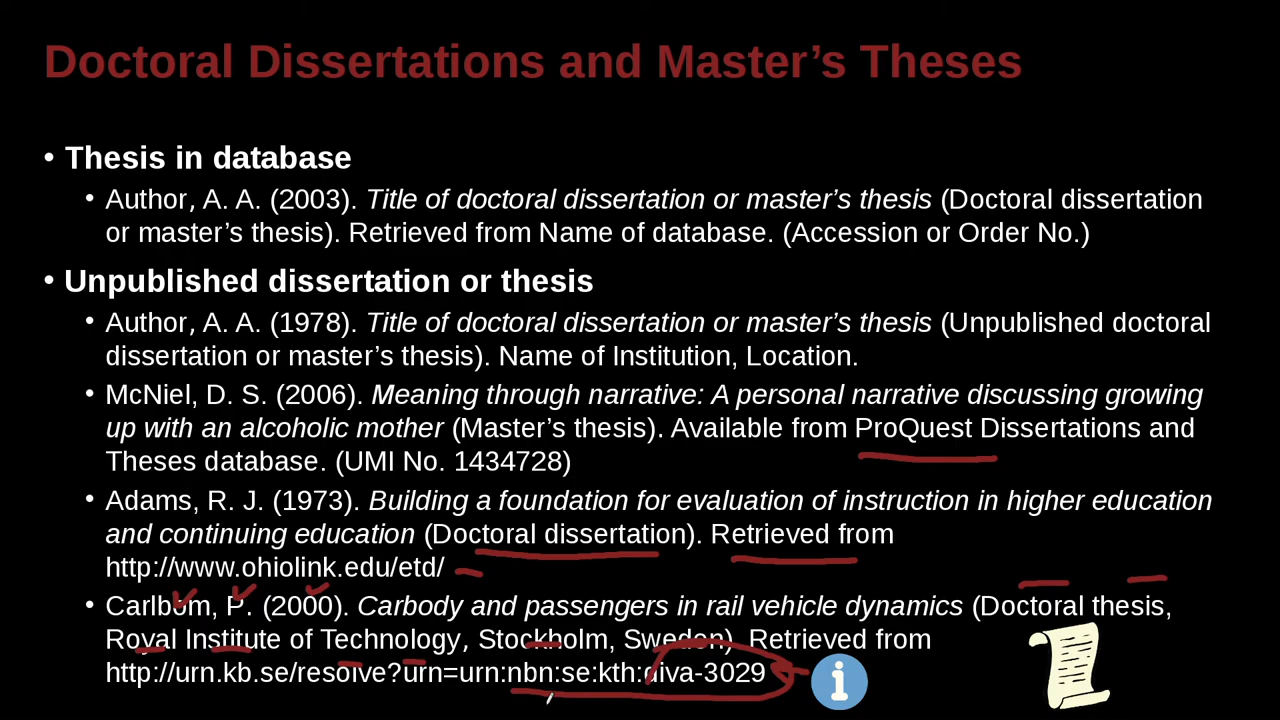 Doctoral Dissertations and Master’s Theses
• Thesis in database
• Author, A. A. (2003). Title of doctoral dissertation or master’s thesis (Doctoral dissertation
or master’s thesis). Retrieved from Name of database. (Accession or Order No.)
• Unpublished dissertation or thesis
• Author, A. A. (1978). Title of doctoral dissertation or master’s thesis (Unpublished doctoral
dissertation or master’s thesis). Name of Institution, Location.
• McNiel, D. S. (2006). Meaning through narrative: A personal narrative discussing growing
up with an alcoholic mother (Master’s thesis). Available from ProQuest Dissertations and
Theses database. (UMI No. 1434728)
• Adams, R. J. (1973). Building a foundation for evaluation of instruction in higher education
and continuing education (Doctoral dissertation). Retrieved from
http://www.ohiolink.edu/etd/
• Carlbom, P. (2000). Carbody and passengers in rail vehicle dynamics (Doctoral thesis,
Royal Institute of Technology, Stockholm, Sweden). Retrieved from
http://urn.kb.se/resolve?urn=urn:nbn:se:kth:diva-3029
i